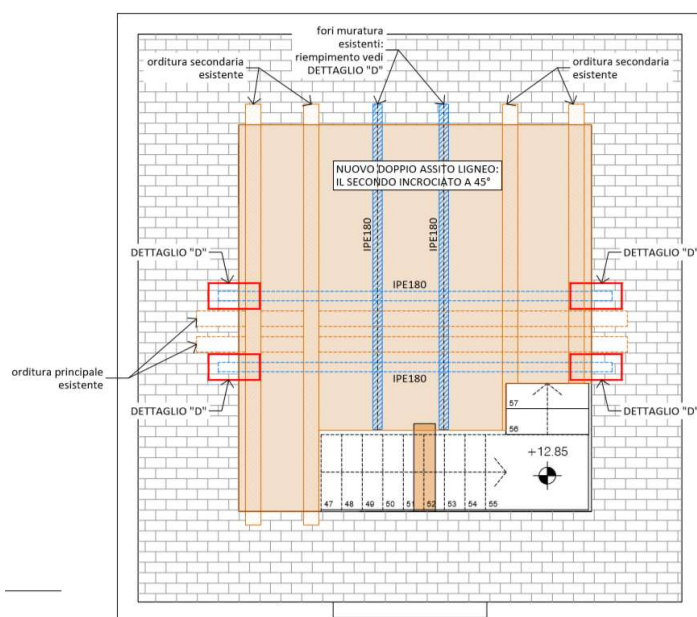 fori muratura
esistenti:
riempimento vedi
DETTAGLIO "D"
orditura secondaria
esistente
orditura secondaria
esistente
NUOVO DOPPIO ASSITO LIGNEO:
IL SECONDO INCROCIATO A 45°
IPE180
IPE180
DETTAGLIO "D"
DETTAGLIO "D"
IPE180
orditura principale
esistente
IPE180
DETTAGLIO "D"
DETTAGLIO "D"
57
56
+12.85
47 48 49 50 51 52 53 54 55